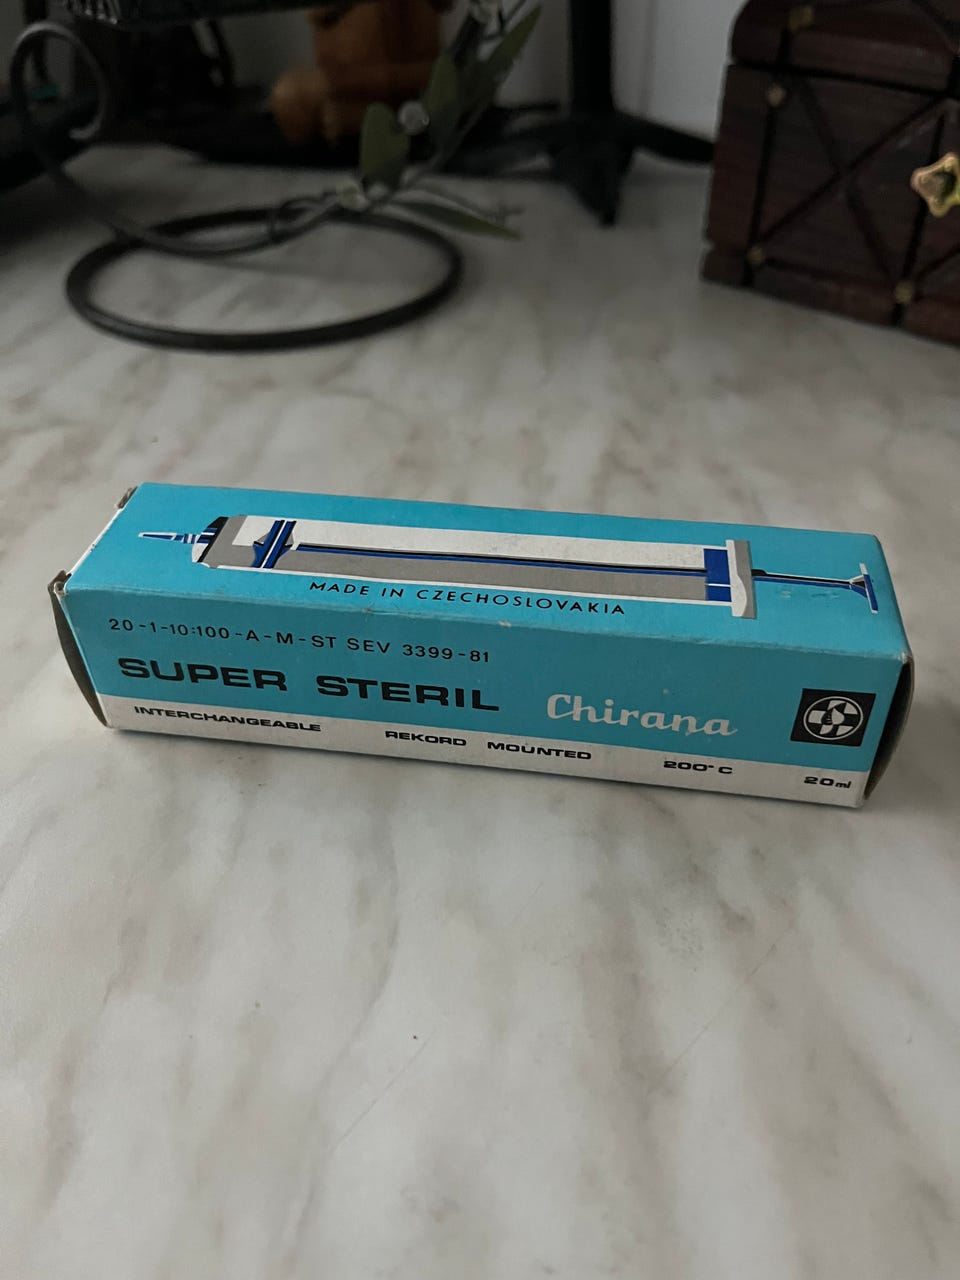 MADE IN CZECHOSLOVAKIA
20-1-10:100-A-M-ST SEV 3399-81
SUPER STERIL Chirana
INTERCHANGEABLE REKORD MOUNTED 200° C 20ml